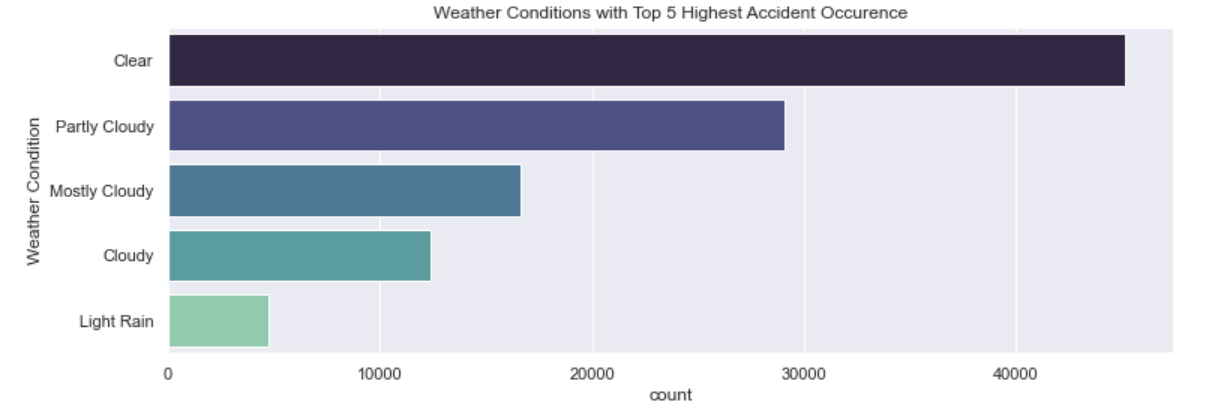 Weather Conditions with Top 5 Highest Accident Occurence
Weather Condition
Clear
Partly Cloudy
Mostly Cloudy
Cloudy
Light Rain
0 10000 20000 30000 40000
count